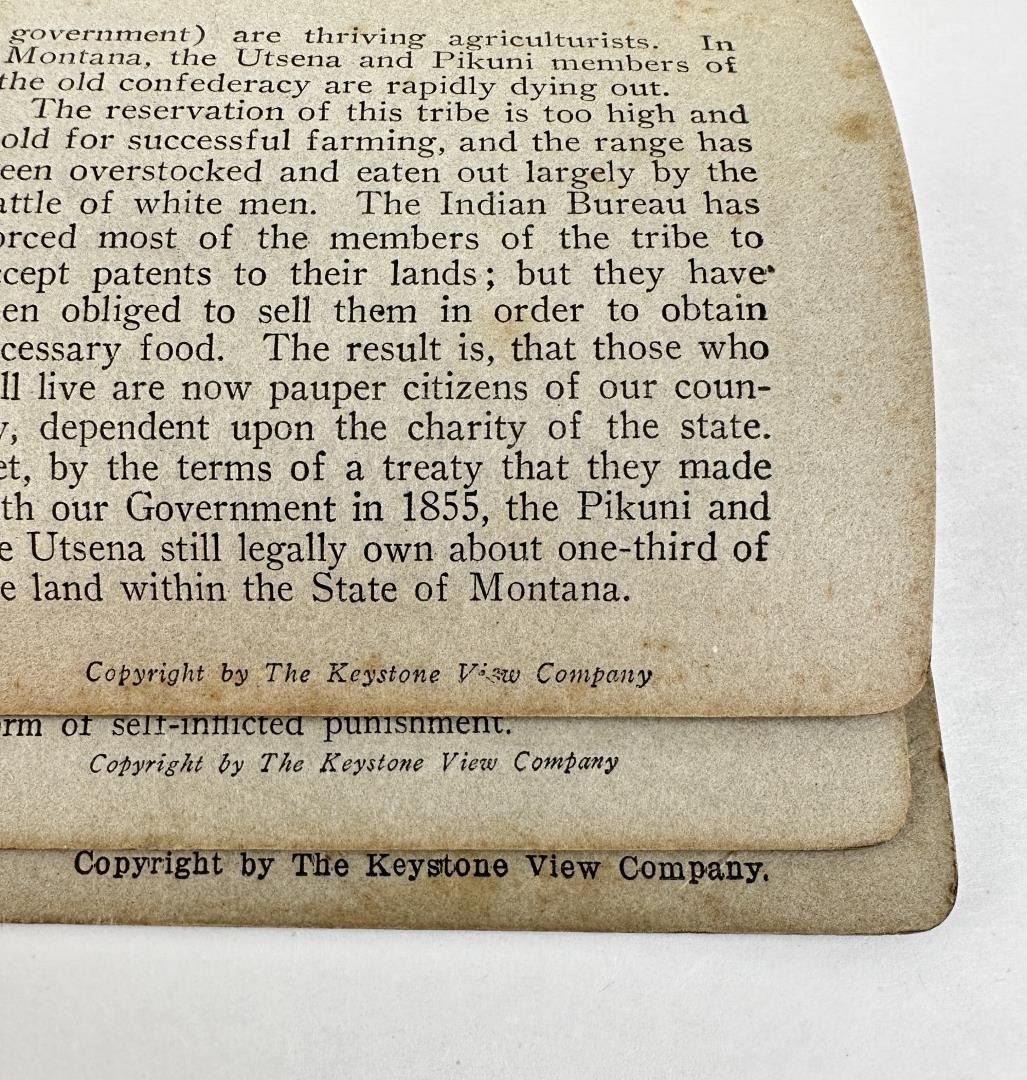 government) are thriving agriculturists. In
Montana, the Utsena and Pikuni members of
the old confederacy are rapidly dying out.
The reservation of this tribe is too high and
old for successful farming, and the range has
een overstocked and eaten out largely by the
attle of white men. The Indian Bureau has
orced most of the members of the tribe to
ccept patents to their lands; but they have
en obliged to sell them in order to obtain
cessary food. The result is, that those who
ll live are now pauper citizens of our coun-
y, dependent upon the charity of the state.
et, by the terms of a treaty that they made
th our Government in 1855, the Pikuni and
e Utsena still legally own about one-third of
e land within the State of Montana.
Copyright by The Keystone View Company
rm of self-inflicted punishment.
Copyright by The Keystone View Company
Copyright by The Keystone View Company.